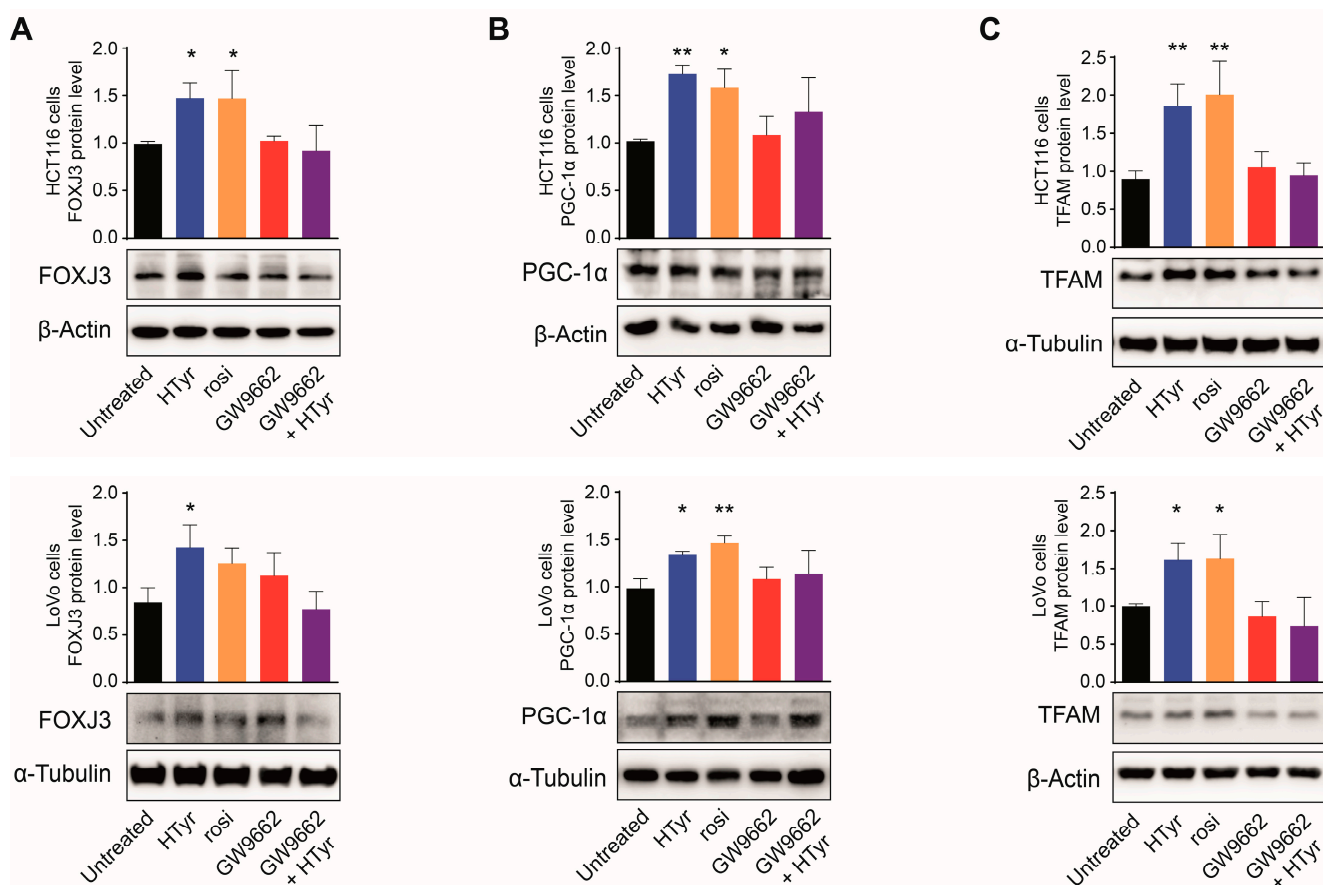 A
HCT116 cells
FOXJ3 protein level
2.0
1.5
1.0
0.5
0.0
* *
FOXJ3
β-Actin
Untreated
HTyr
rosi
GW9662
GW9662
+ HTyr
B
HCT116 cells
PGC-1α protein level
2.0
1.5
1.0
0.5
0.0
** *
PGC-1α
β-Actin
Untreated
HTyr
rosi
GW9662
GW9662
+ HTyr
C
HCT116 cells
TFAM protein level
2.5
2.0
1.5
1.0
0.5
0.0
** **
TFAM
α-Tubulin
Untreated
HTyr
rosi
GW9662
GW9662
+ HTyr
LoVo cells
FOXJ3 protein level
2.0
1.5
1.0
0.5
0.0
*
FOXJ3
α-Tubulin
Untreated
HTyr
rosi
GW9662
GW9662
+ HTyr
LoVo cells
PGC-1α protein level
2.0
1.5
1.0
0.5
0.0
* **
PGC-1α
α-Tubulin
Untreated
HTyr
rosi
GW9662
GW9662
+ HTyr
LoVo cells
TFAM protein level
2.5
2.0
1.5
1.0
0.5
0.0
* *
TFAM
β-Actin
Untreated
HTyr
rosi
GW9662
GW9662
+ HTyr